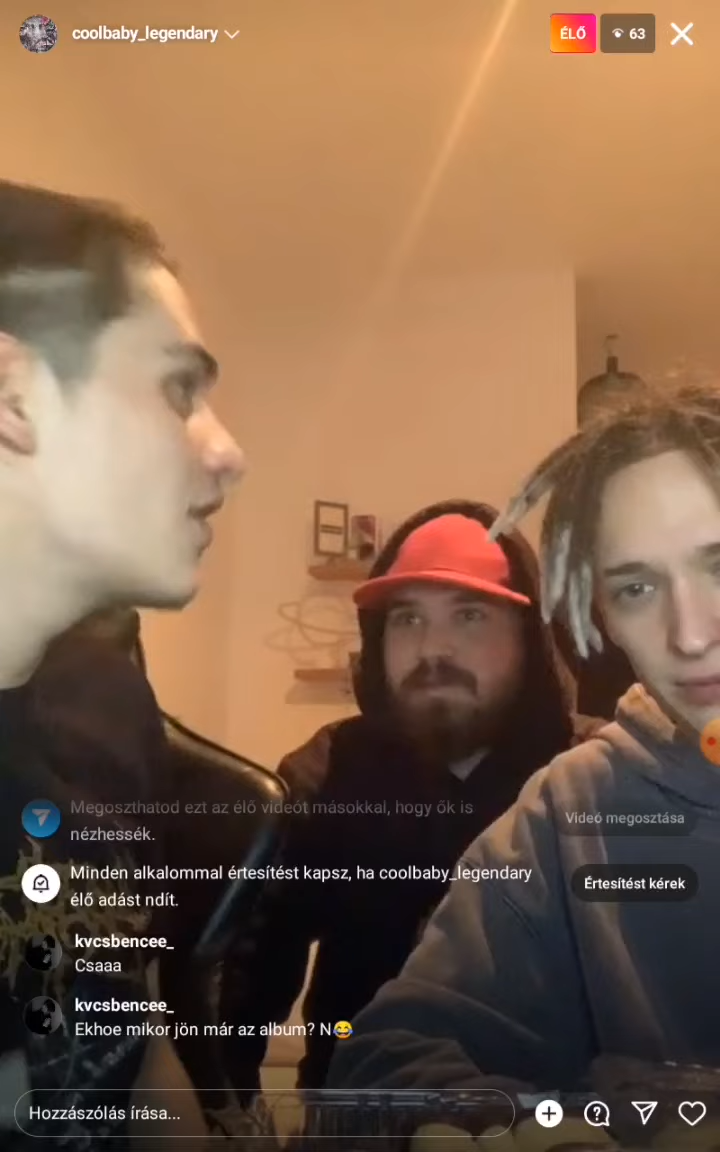 coolbaby_legendary
ÉLŐ
63
Megoszthatod ezt az élő videót másokkal, hogy ők is
nézhessék.
Videó megosztása
Minden alkalommal értesítést kapsz, ha coolbaby_legendary
élő adást ndít.
Értesítést kérek
kvcsbencee_
Csaaa
kvcsbencee_
Ekhoe mikor jön már az album? N😂
Hozzászólás írása...